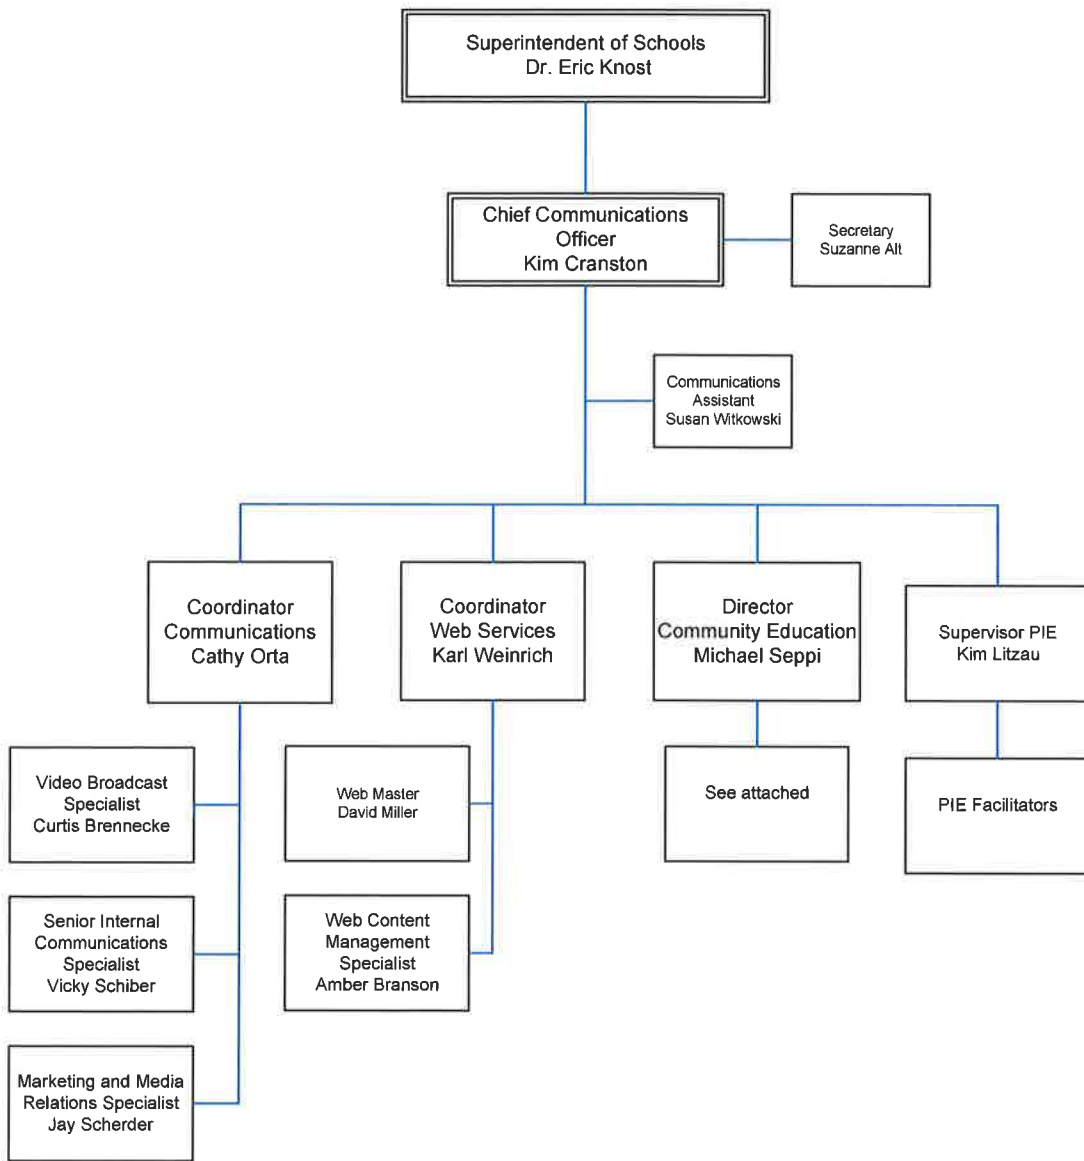 Superintendent of Schools
Dr. Eric Knost
Chief Communications
Officer
Kim Cranston
Secretary
Suzanne Alt
Communications
Assistant
Susan Witkowski
Coordinator
Communications
Cathy Orta
Coordinator
Web Services
Karl Weinrich
Director
Community Education
Michael Seppi
Supervisor PIE
Kim Litzau
Video Broadcast
Specialist
Curtis Brennecke
Web Master
David Miller
See attached
PIE Facilitators
Senior Internal
Communications
Specialist
Vicky Schiber
Web Content
Management
Specialist
Amber Branson
Marketing and Media
Relations Specialist
Jay Scherder